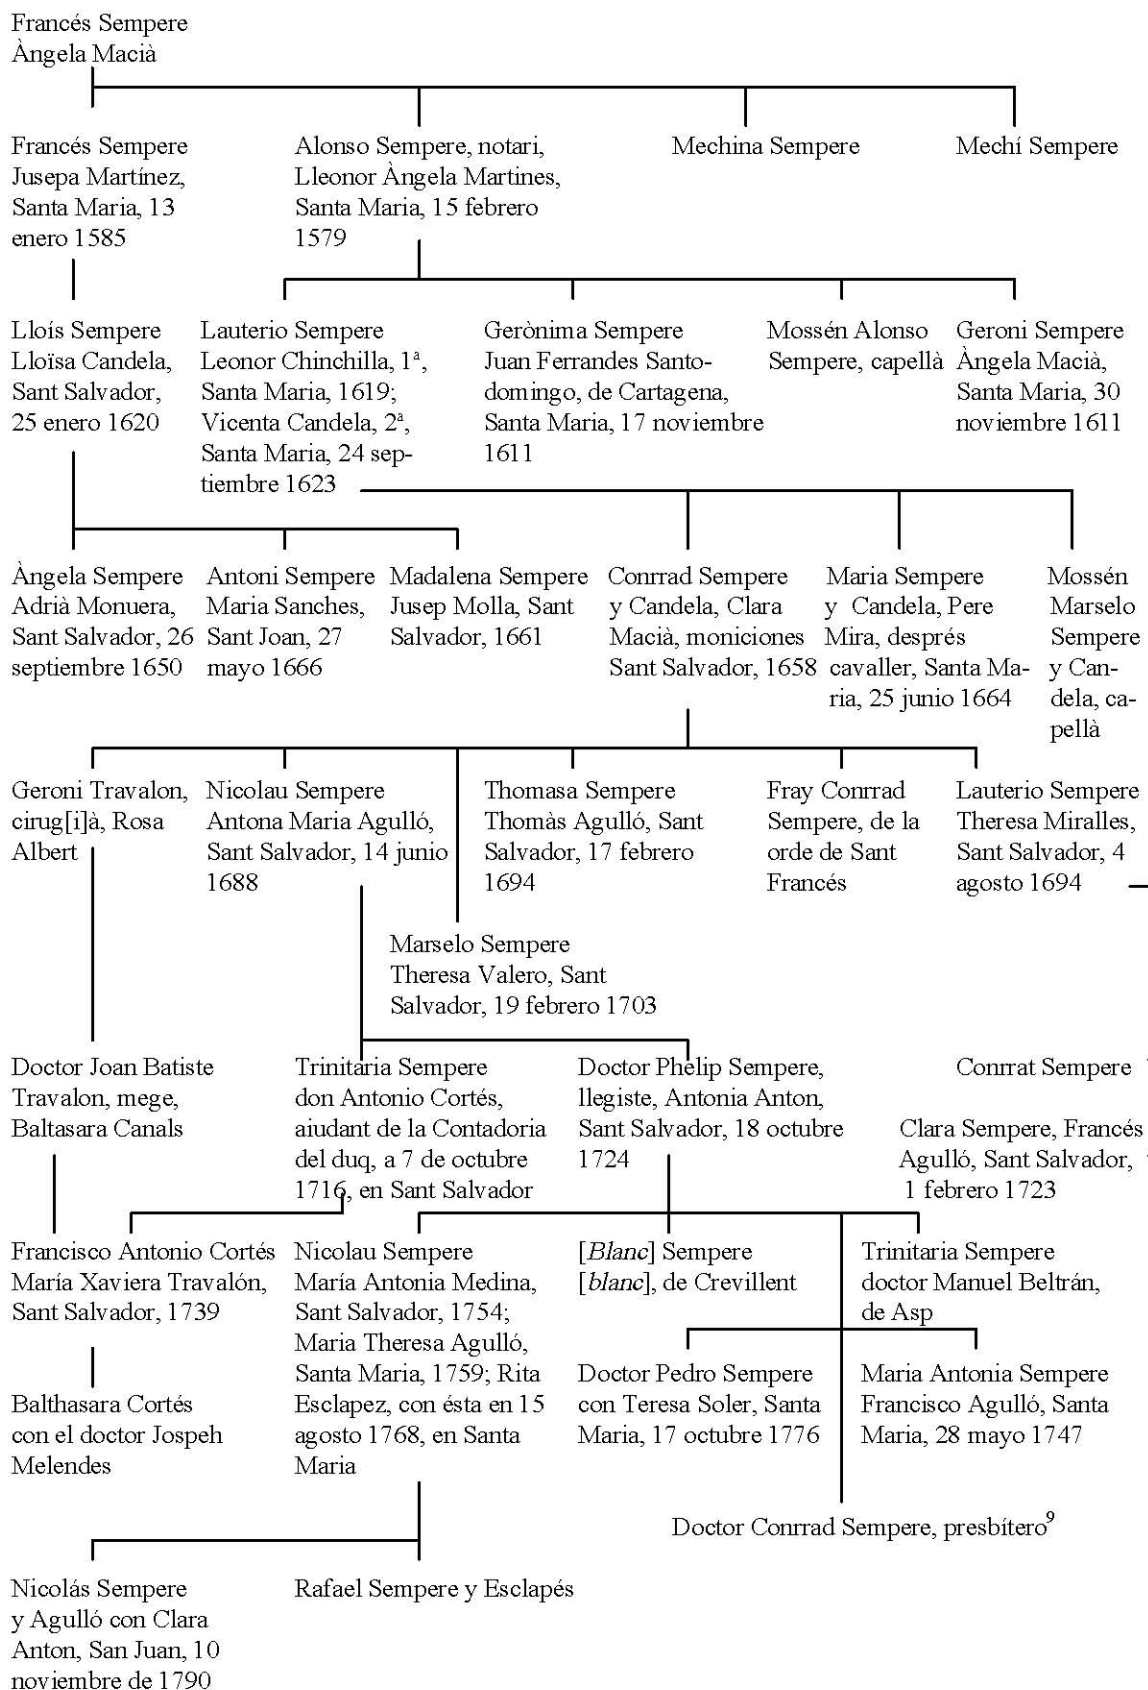 Francés Sempere
Àngela Macià
Francés Sempere
Jusepa Martínez,
Santa Maria, 13
enero 1585
Alonso Sempere, notari,
Lleonor Àngela Martines,
Santa Maria, 15 febrero
1579
Mechina Sempere
Mechí Sempere
Lloís Sempere
Lloïsa Candela,
Sant Salvador,
25 enero 1620
Lauterio Sempere
Leonor Chinchilla, 1ª,
Santa Maria, 1619;
Vicenta Candela, 2ª,
Santa Maria, 24 sep-
tiembre 1623
Gerònima Sempere
Juan Ferrandes Santo-
domingo, de Cartagena,
Santa Maria, 17 noviembre
1611
Mossén Alonso
Sempere, capellà
Geroni Sempere
Àngela Macià,
Santa Maria, 30
noviembre 1611
Àngela Sempere
Adrià Monuera,
Sant Salvador, 26
septiembre 1650
Antoni Sempere
Maria Sanches,
Sant Joan, 27
mayo 1666
Madalena Sempere
Jusep Molla, Sant
Salvador, 1661
Conrrad Sempere
y Candela, Clara
Macià, moniciones
Sant Salvador, 1658
Maria Sempere
y Candela, Pere
Mira, després
cavaller, Santa Ma-
ria, 25 junio 1664
Mossén
Marselo
Sempere
y Can-
dela, ca-
pellà
Geroni Travalon,
cirug[i]à, Rosa
Albert
Nicolau Sempere
Antona Maria Agulló,
Sant Salvador, 14 junio
1688
Thomasa Sempere
Thomàs Agulló, Sant
Salvador, 17 febrero
1694
Fray Conrrad
Sempere, de la
orde de Sant
Francés
Lauterio Sempere
Theresa Miralles,
Sant Salvador, 4
agosto 1694
Marselo Sempere
Theresa Valero, Sant
Salvador, 19 febrero 1703
Doctor Joan Batiste
Travalon, mege,
Baltasara Canals
Trinitaria Sempere
don Antonio Cortés,
aiudant de la Contadoria
del duq, a 7 de octubre
1716, en Sant Salvador
Doctor Phelip Sempere,
llegiste, Antonia Anton,
Sant Salvador, 18 octubre
1724
Conrrat Sempere
Clara Sempere, Francés
Agulló, Sant Salvador,
1 febrero 1723
Francisco Antonio Cortés
María Xaviera Travalón,
Sant Salvador, 1739
Nicolau Sempere
María Antonia Medina,
Sant Salvador, 1754;
Maria Theresa Agulló,
Santa Maria, 1759; Rita
Esclapez, con ésta en 15
agosto 1768, en Santa
Maria
[Blanc] Sempere
[blanc], de Crevillent
Trinitaria Sempere
doctor Manuel Beltrán,
de Asp
Balthasara Cortés
con el doctor Jospeh
Melendes
Doctor Pedro Sempere
con Teresa Soler, Santa
Maria, 17 octubre 1776
Maria Antonia Sempere
Francisco Agulló, Santa
Maria, 28 mayo 1747
Doctor Conrrad Sempere, presbítero⁹
Nicolás Sempere
y Agulló con Clara
Anton, San Juan, 10
noviembre de 1790
Rafael Sempere y Esclapés